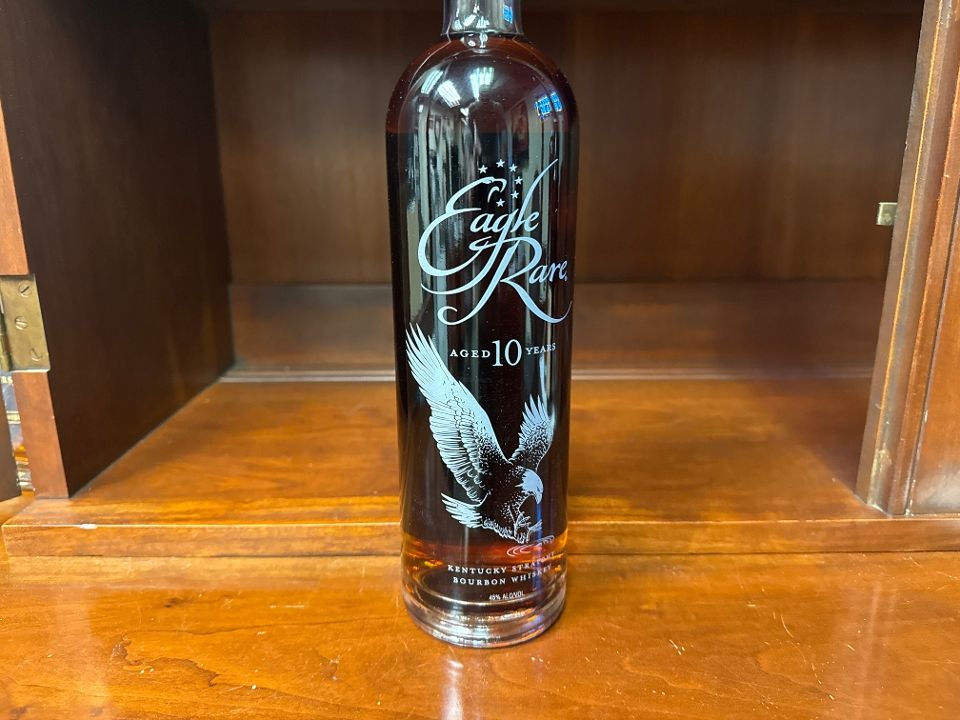 Eagle
Rare
AGED 10 YEARS
KENTUCKY STRAIGHT
BOURBON WHISKEY
45% ALC/VOL